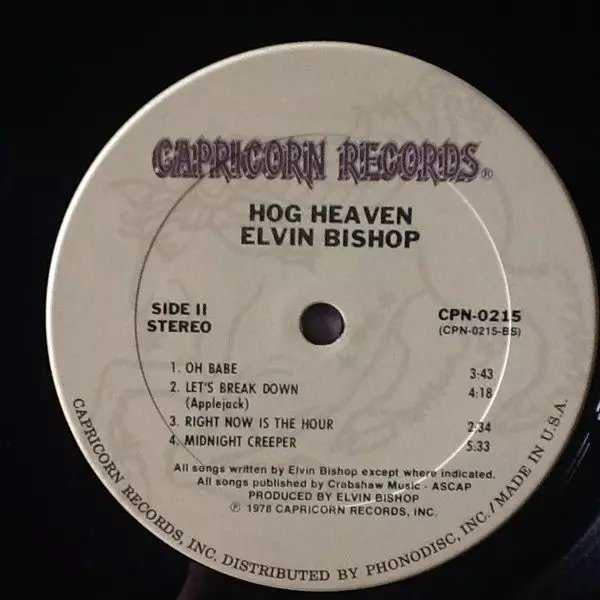 CAPRICORN RECORDS®
HOG HEAVEN
ELVIN BISHOP
SIDE II
STEREO
CPN-0215
(CPN-0215-BS)
1. OH BABE 3-43
2. LET'S BREAK DOWN 4:18
(Applejack)
3. RIGHT NOW IS THE HOUR 2:34
4. MIDNIGHT CREEPER 5:33
All songs written by Elvin Bishop except where indicated.
All songs published by Crabshaw Music - ASCAP
PRODUCED BY ELVIN BISHOP
℗ 1978 CAPRICORN RECORDS, INC.
CAPRICORN RECORDS, INC. DISTRIBUTED BY PHONODISC, INC./MADE IN U.S.A.